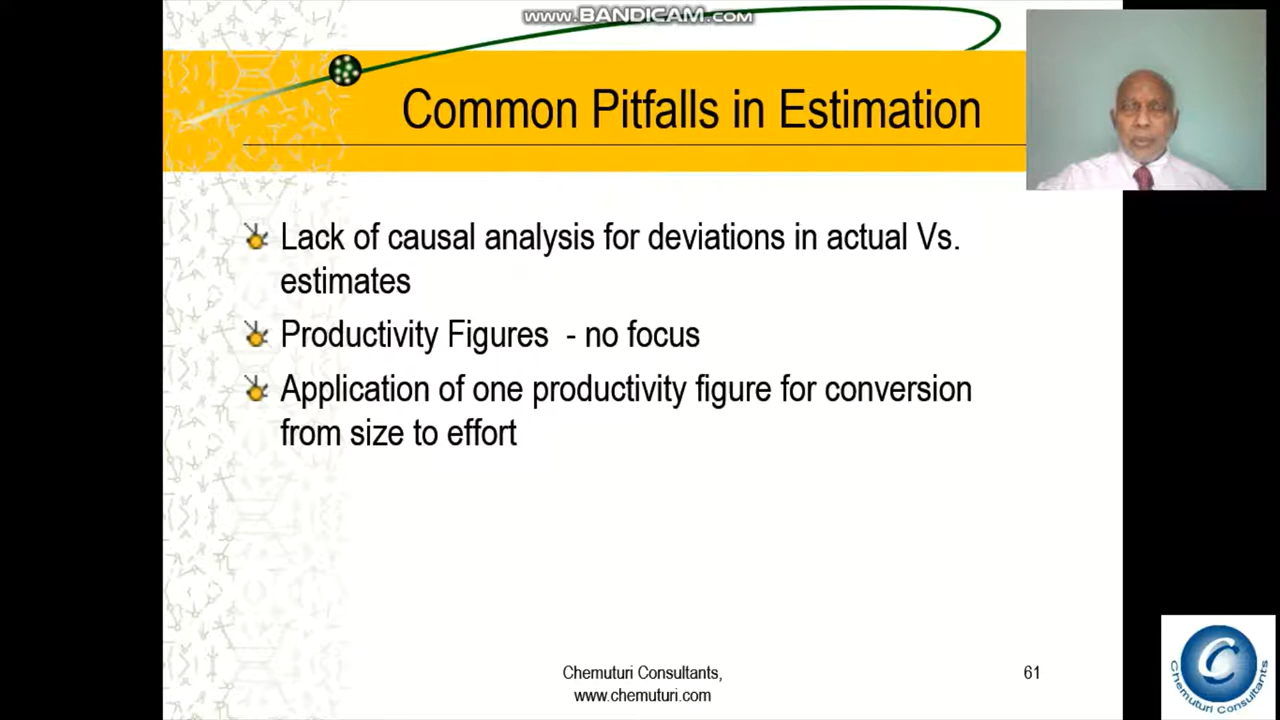 www.BANDICAM.com
Common Pitfalls in Estimation
Lack of causal analysis for deviations in actual Vs.
estimates
Productivity Figures - no focus
Application of one productivity figure for conversion
from size to effort
Chemuturi Consultants,
www.chemuturi.com
61
C
Chemuturi Consultants